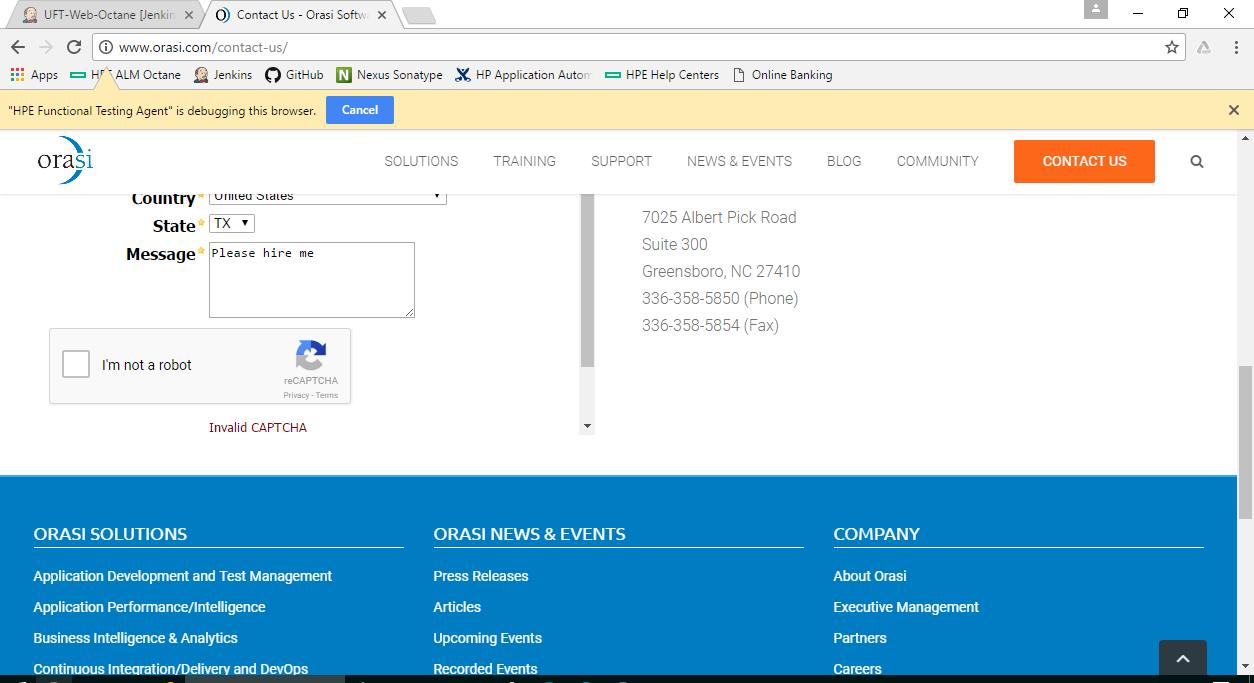 UFT-Web-Octane [Jenkin
Contact Us - Orasi Softw
www.orasi.com/contact-us/
Apps
HPE ALM Octane
Jenkins
GitHub
N Nexus Sonatype
HP Application Autom
HPE Help Centers
Online Banking
"HPE Functional Testing Agent" is debugging this browser.
Cancel
orasi
SOLUTIONS
TRAINING
SUPPORT
NEWS & EVENTS
BLOG
COMMUNITY
CONTACT US
Country
United States
State
TX
Message
Please hire me
7025 Albert Pick Road
Suite 300
Greensboro, NC 27410
336-358-5850 (Phone)
336-358-5854 (Fax)
I'm not a robot
reCAPTCHA
Privacy - Terms
Invalid CAPTCHA
ORASI SOLUTIONS
Application Development and Test Management
Application Performance/Intelligence
Business Intelligence & Analytics
Continuous Integration/Delivery and DevOps
ORASI NEWS & EVENTS
Press Releases
Articles
Upcoming Events
Recorded Events
COMPANY
About Orasi
Executive Management
Partners
Careers